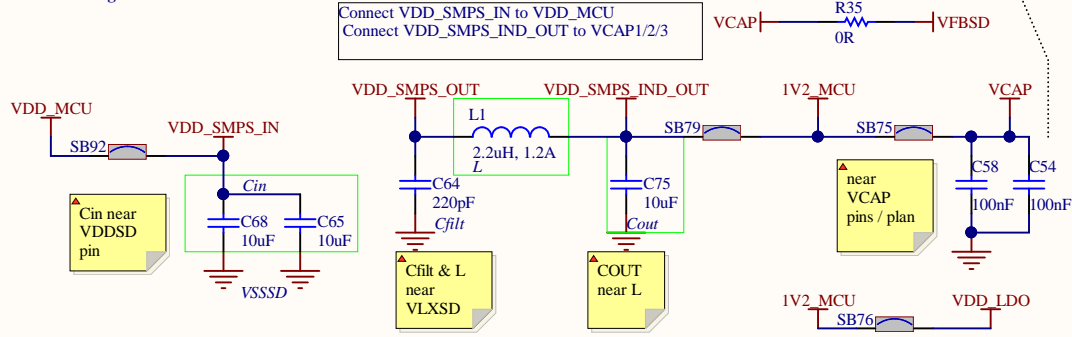 Connect VDD_SMPS_IN to VDD_MCU
Connect VDD_SMPS_IND_OUT to VCAP1/2/3
R35
VCAP
VFBSD
0R
VDD_MCU
VDD_SMPS_IN
SB92
Cin
C68
10uF
C65
10uF
VSSSD
Cin near
VDDSD
pin
VDD_SMPS_OUT
L1
2.2uH, 1.2A
L
VDD_SMPS_IND_OUT
SB79
1V2_MCU
SB75
VCAP
C64
220pF
Cfilt
C75
10uF
Cout
C58
100nF
C54
100nF
Cfilt & L
near
VLXSD
COUT
near L
near
VCAP
pins / plan
1V2_MCU
SB76
VDD_LDO